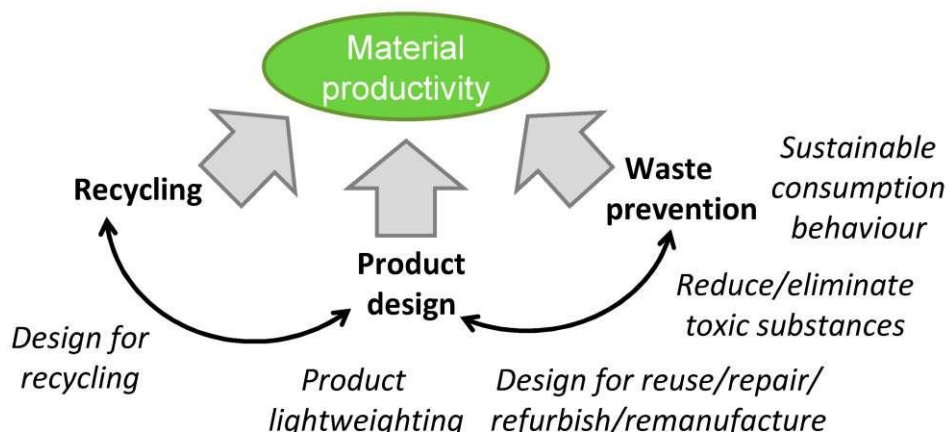 Material
productivity
Recycling
Waste
prevention
Sustainable
consumption
behaviour
Product
design
Reduce/eliminate
toxic substances
Design for
recycling
Product
lightweighting
Design for reuse/repair/
refurbish/remanufacture